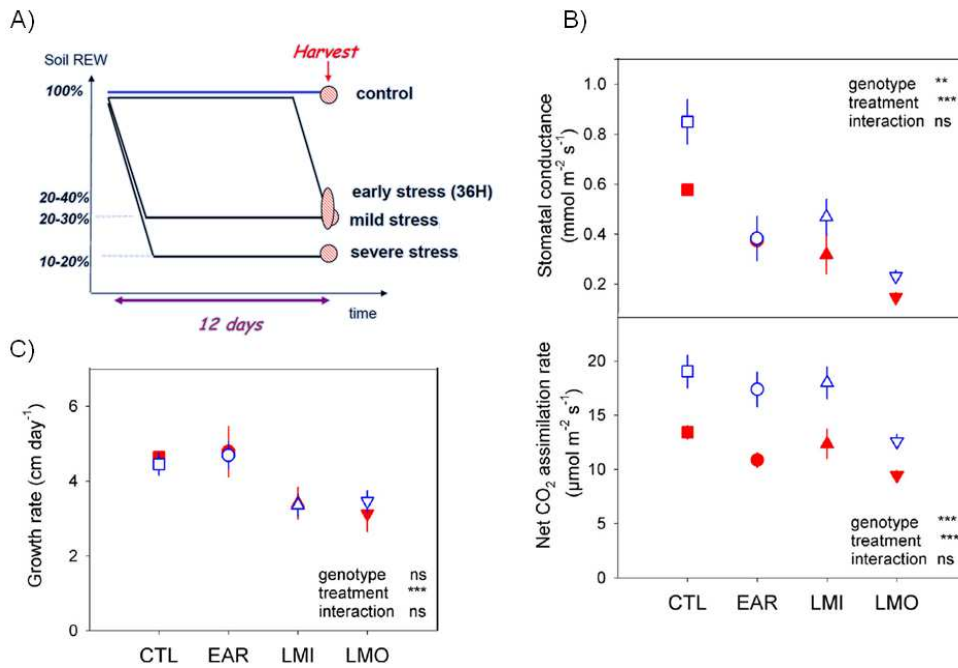 A)
Soil REW
Harvest
100%
control
20-40%
early stress (36H)
20-30%
mild stress
10-20%
severe stress
12 days
time
B)
1.0
0.8
0.6
0.4
0.2
Stomatal conductance
(mmol m-2 s-1)
genotype **
treatment ***
interaction ns
20
15
10
5
0
Net CO2 assimilation rate
(μmol m-2 s-1)
genotype ***
treatment ***
interaction ns
CTL EAR LMI LMO
C)
6
4
2
0
Growth rate (cm day-1)
genotype ns
treatment ***
interaction ns
CTL EAR LMI LMO